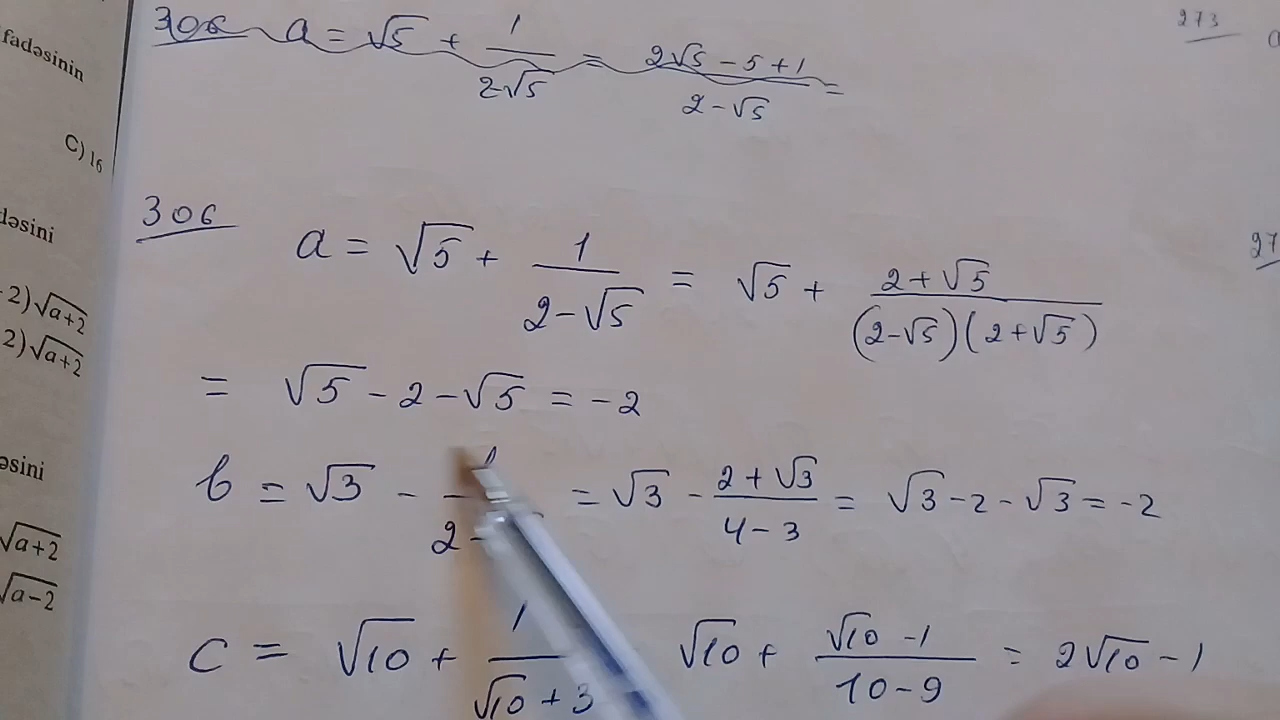 fadəsinin
C) 16
dəsini
2)√(a+2)
2)√(a+2)
əsini
√(a+2)
√(a-2)
306 a = √5 + 1/(2√5) = (2√5 - 5 + 1)/(2 - √5) =
273
306
a = √5 + 1/(2-√5) = √5 + (2+√5)/((2-√5)(2+√5))
= √5 - 2 - √5 = -2
b = √3 - = √3 - (2+√3)/(4-3) = √3 - 2 - √3 = -2
c = √10 + 1/(√10+3) √10 + (√10 - 1)/(10-9) = 2√10 - 1